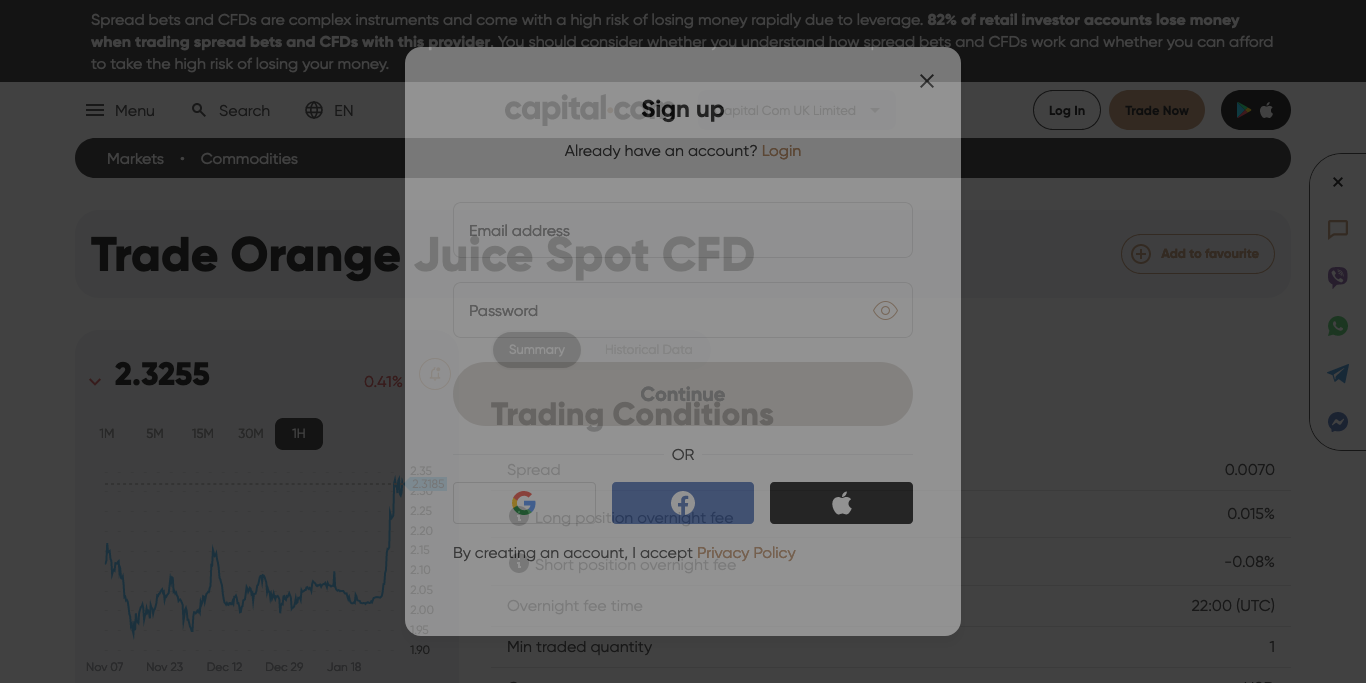 Spread bets and CFDs are complex instruments and come with a high risk of losing money rapidly due to leverage. 82% of retail investor accounts lose money
when trading spread bets and CFDs with this provider. You should consider whether you understand how spread bets and CFDs work and whether you can afford
to take the high risk of losing your money.
Menu
Search
EN
capital.com
Capital Com UK Limited
Log In
Trade Now
Markets • Commodities
Sign up
Already have an account? Login
Email address
Password
Continue
OR
By creating an account, I accept Privacy Policy
Trade Orange Juice Spot CFD
Add to favourite
2.3255
0.41%
1M 5M 15M 30M 1H
2.35
2.3185
2.30
2.25
2.20
2.15
2.10
2.05
2.00
1.95
1.90
Nov 07 Nov 23 Dec 12 Dec 29 Jan 18
Summary Historical Data
Trading Conditions
Spread 0.0070
Long position overnight fee 0.015%
Short position overnight fee -0.08%
Overnight fee time 22:00 (UTC)
Min traded quantity 1